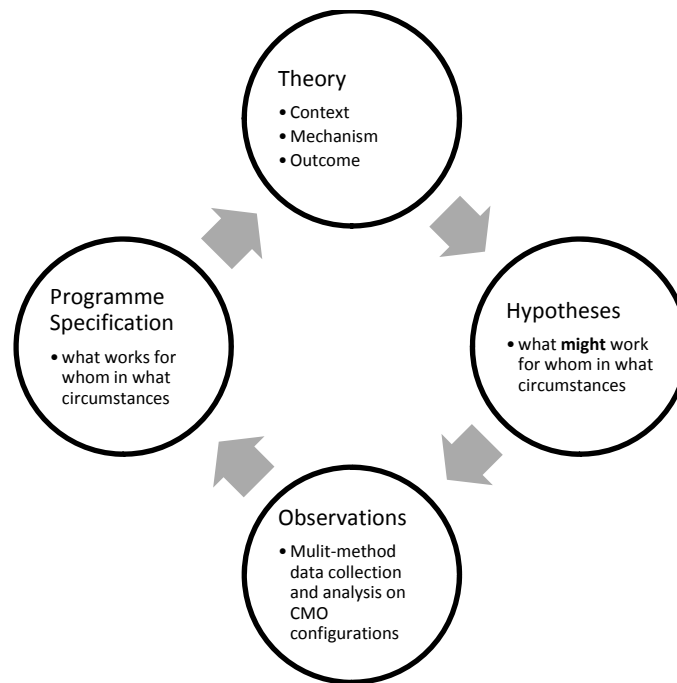 Theory
• Context
• Mechanism
• Outcome
Programme
Specification
• what works for
whom in what
circumstances
Hypotheses
• what might work
for whom in what
circumstances
Observations
• Mulit-method
data collection
and analysis on
CMO
configurations